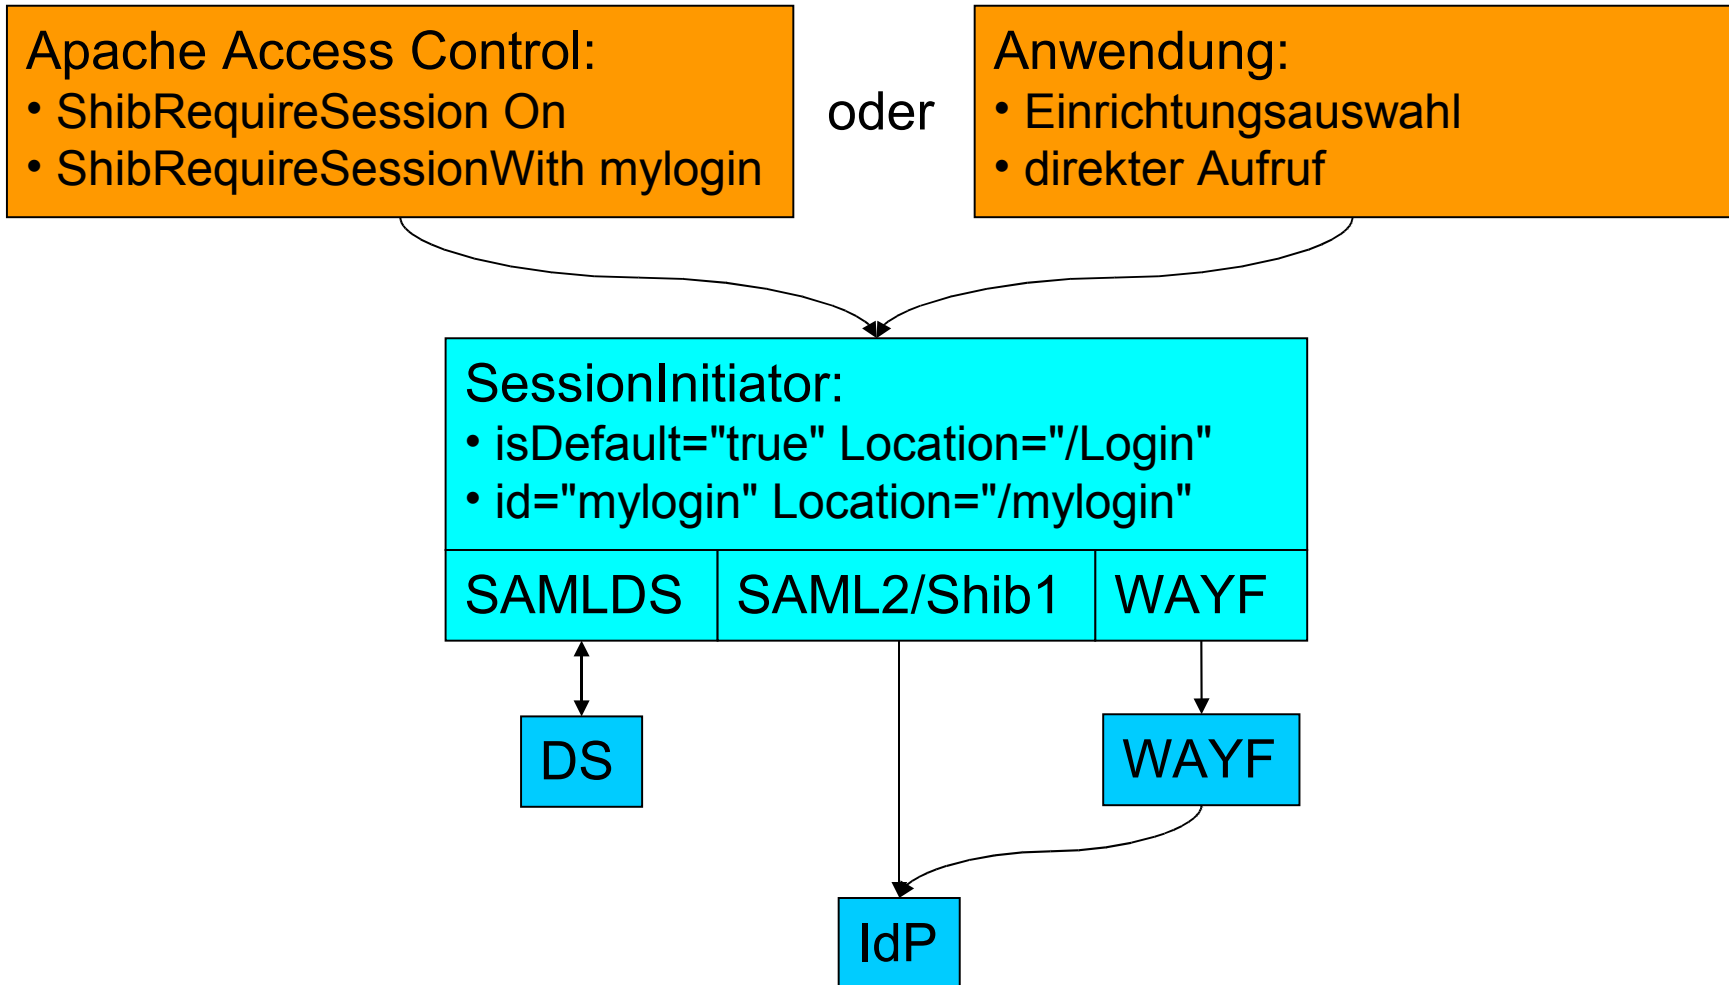 Apache Access Control:
• ShibRequireSession On
• ShibRequireSessionWith mylogin
oder
Anwendung:
• Einrichtungsauswahl
• direkter Aufruf
SessionInitiator:
• isDefault="true" Location="/Login"
• id="mylogin" Location="/mylogin"
SAMLDS
SAML2/Shib1
WAYF
DS
WAYF
IdP